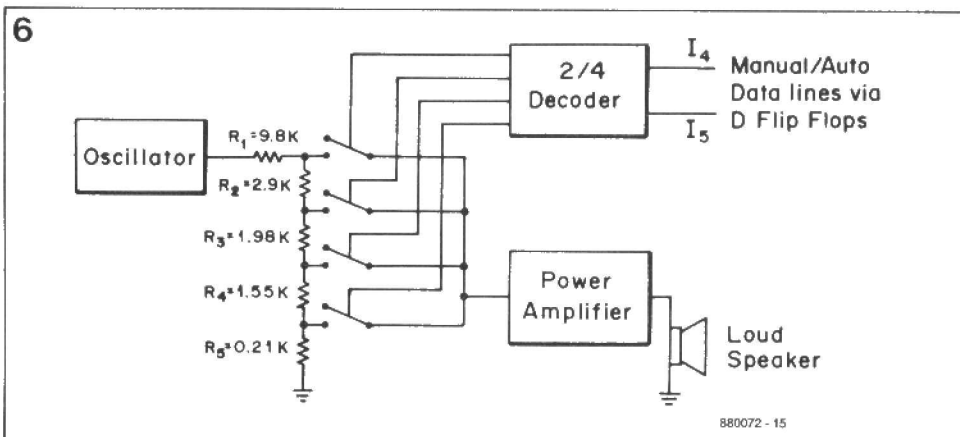 6
I₄
2/4
Decoder
Manual/Auto
Data lines via
D Flip Flops
I₅
Oscillator
R₁=9.8K
R₂=2.9K
R₃=1.98K
R₄=1.55K
R₅=0.21K
Power
Amplifier
Loud
Speaker
880072 - 15